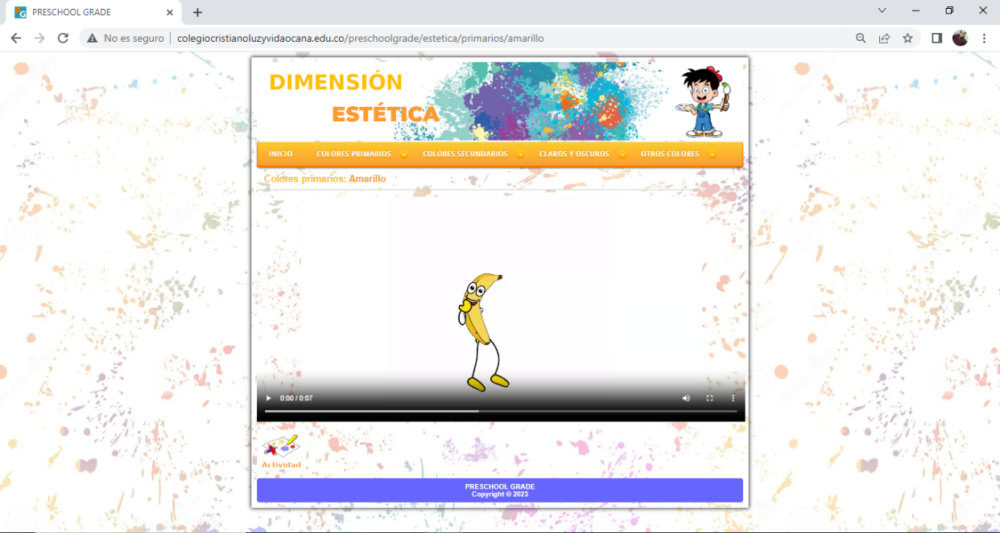 PRESCHOOL GRADE
No es seguro
colegiocristianoluzyvidaocana.edu.co/preschoolgrade/estetica/primarios/amarillo
DIMENSIÓN
ESTÉTICA
INICIO COLORES PRIMARIOS COLORES SECUNDARIOS CLAROS Y OSCUROS OTROS COLORES
Colores primarios: Amarillo
0:00 / 0:07
Actividad
PRESCHOOL GRADE
Copyright © 2023